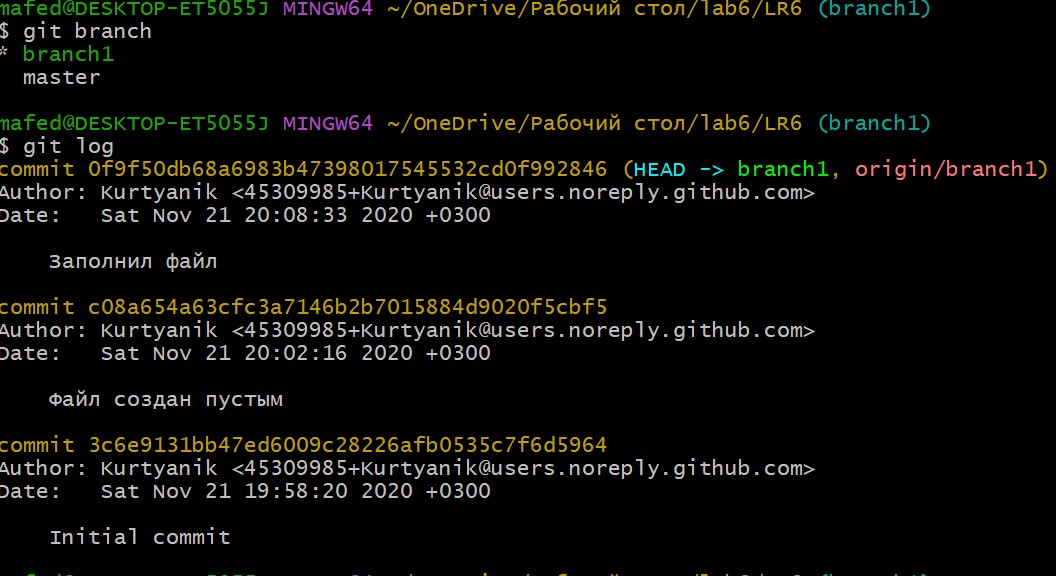 mafed@DESKTOP-ET5055J MINGW64 ~/OneDrive/Рабочий стол/lab6/LR6 (branch1)
$ git branch
* branch1
  master
mafed@DESKTOP-ET5055J MINGW64 ~/OneDrive/Рабочий стол/lab6/LR6 (branch1)
$ git log
commit 0f9f50db68a6983b47398017545532cd0f992846 (HEAD -> branch1, origin/branch1)
Author: Kurtyanik <45309985+Kurtyanik@users.noreply.github.com>
Date:   Sat Nov 21 20:08:33 2020 +0300
    Заполнил файл
commit c08a654a63cfc3a7146b2b7015884d9020f5cbf5
Author: Kurtyanik <45309985+Kurtyanik@users.noreply.github.com>
Date:   Sat Nov 21 20:02:16 2020 +0300
    Файл создан пустым
commit 3c6e9131bb47ed6009c28226afb0535c7f6d5964
Author: Kurtyanik <45309985+Kurtyanik@users.noreply.github.com>
Date:   Sat Nov 21 19:58:20 2020 +0300
    Initial commit